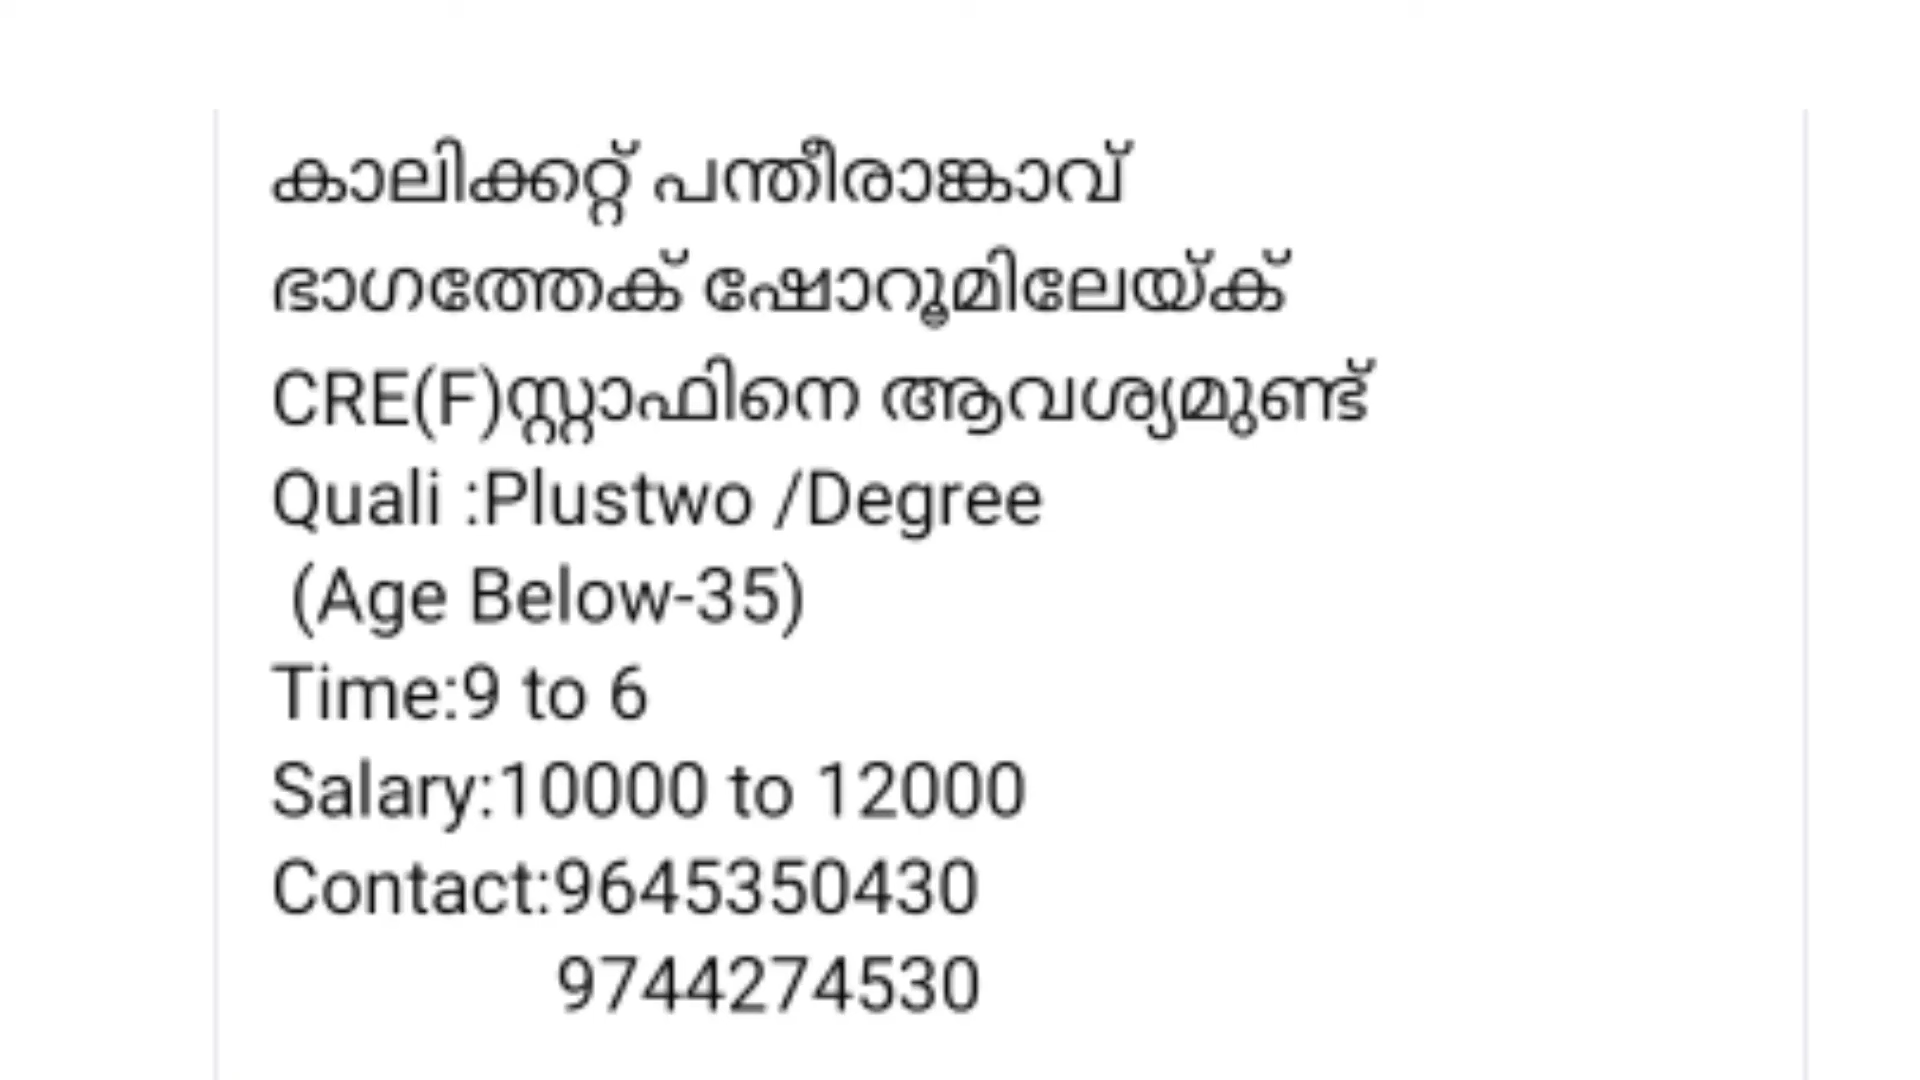 കാലിക്കറ്റ് പന്തീരാങ്കാവ്
ഭാഗത്തേക് ഷോറൂമിലേയ്ക്
CRE(F)സ്റ്റാഫിനെ ആവശ്യമുണ്ട്
Quali :Plustwo /Degree
(Age Below-35)
Time:9 to 6
Salary:10000 to 12000
Contact:9645350430
9744274530